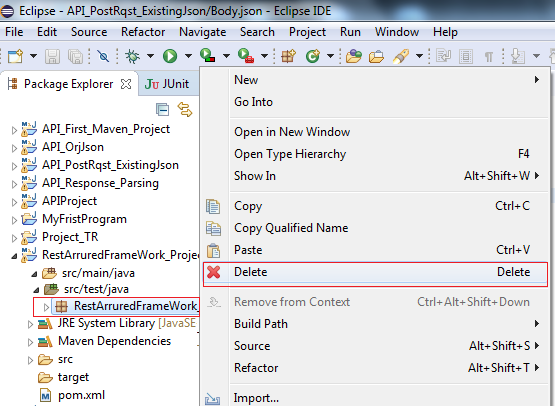 Eclipse - API_PostRqst_ExistingJson/Body.json - Eclipse IDE
File Edit Source Refactor Navigate Search Project Run Window Help
Package Explorer JUnit
API_First_Maven_Project
API_OrjJson
API_PostRqst_ExistingJson
API_Response_Parsing
APIProject
MyFristProgram
Project_TR
RestArruredFrameWork_Projec
src/main/java
src/test/java
RestArruredFrameWork_
JRE System Library [JavaSE
Maven Dependencies
src
target
pom.xml
New
Go Into
Open in New Window
Open Type Hierarchy F4
Show In Alt+Shift+W
Copy Ctrl+C
Copy Qualified Name
Paste Ctrl+V
Delete Delete
Remove from Context Ctrl+Alt+Shift+Down
Build Path
Source Alt+Shift+S
Refactor Alt+Shift+T
Import...